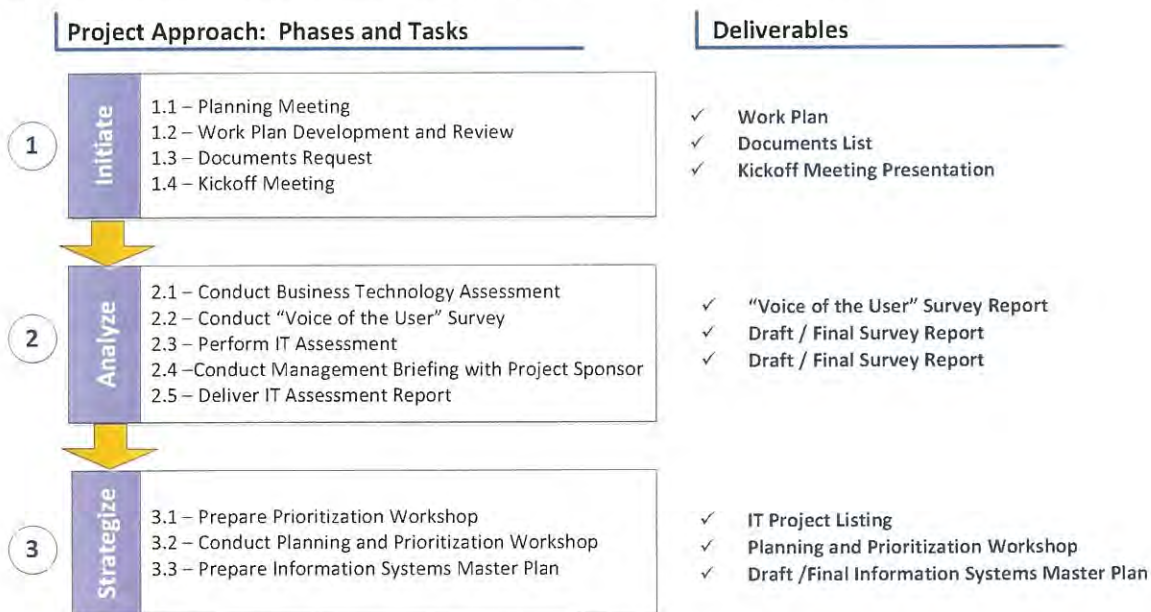 Project Approach: Phases and Tasks
Deliverables
1
Initiate
1.1 – Planning Meeting
1.2 – Work Plan Development and Review
1.3 – Documents Request
1.4 – Kickoff Meeting
✓ Work Plan
✓ Documents List
✓ Kickoff Meeting Presentation
2
Analyze
2.1 – Conduct Business Technology Assessment
2.2 – Conduct “Voice of the User” Survey
2.3 – Perform IT Assessment
2.4 –Conduct Management Briefing with Project Sponsor
2.5 – Deliver IT Assessment Report
✓ “Voice of the User” Survey Report
✓ Draft / Final Survey Report
✓ Draft / Final Survey Report
3
Strategize
3.1 – Prepare Prioritization Workshop
3.2 – Conduct Planning and Prioritization Workshop
3.3 – Prepare Information Systems Master Plan
✓ IT Project Listing
✓ Planning and Prioritization Workshop
✓ Draft /Final Information Systems Master Plan